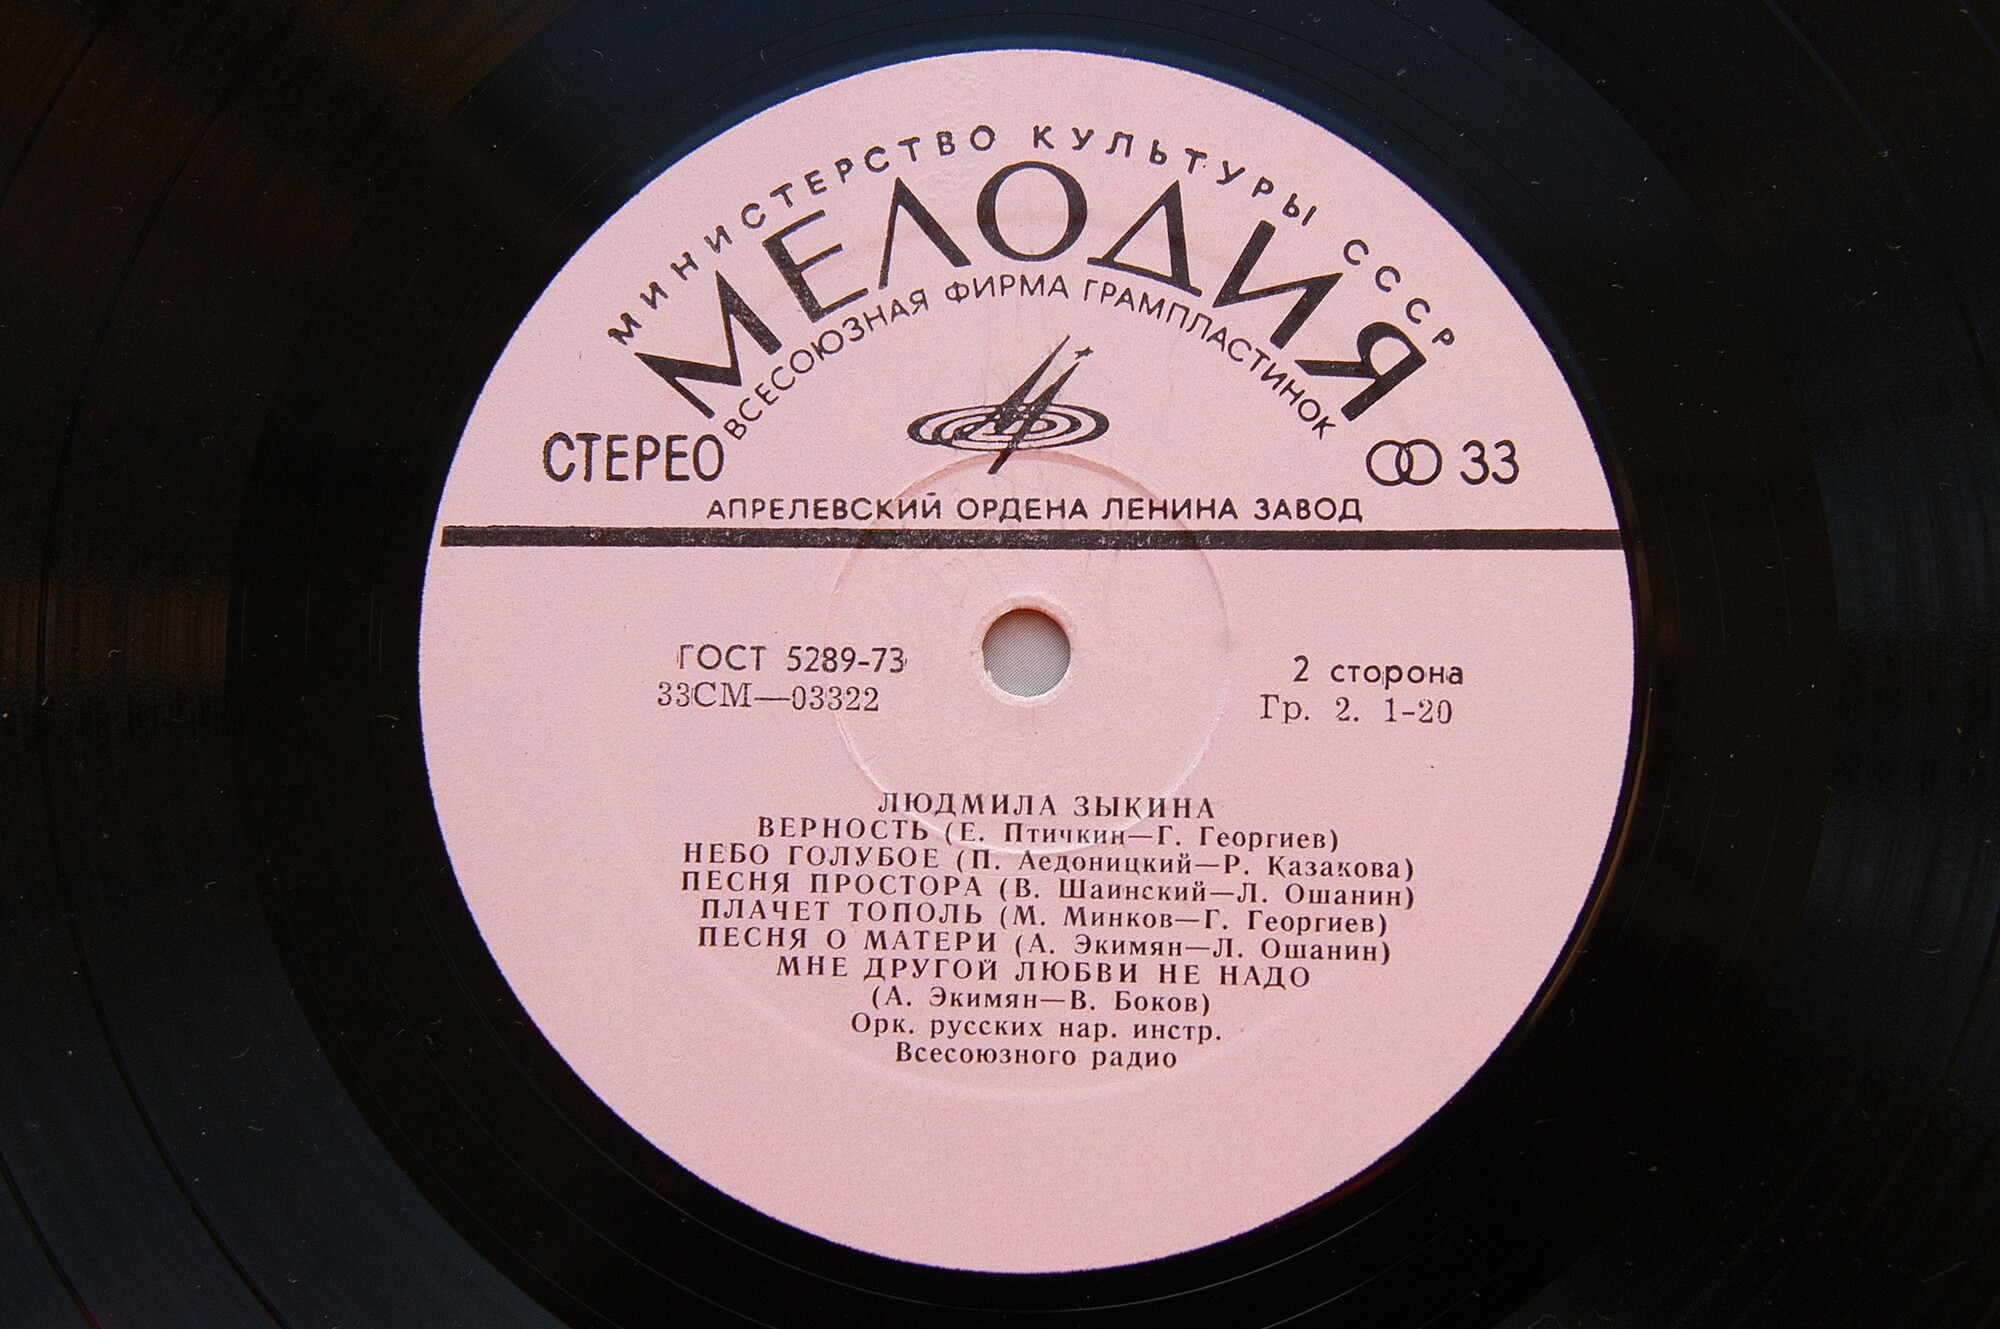 МИНИСТЕРСТВО КУЛЬТУРЫ СССР
МЕЛОДИЯ
ВСЕСОЮЗНАЯ ФИРМА ГРАМПЛАСТИНОК
СТЕРЕО
33
АПРЕЛЕВСКИЙ ОРДЕНА ЛЕНИНА ЗАВОД
ГОСТ 5289-73
33СМ—03322
2 сторона
Гр. 2. 1-20
ЛЮДМИЛА ЗЫКИНА
ВЕРНОСТЬ (Е. Птичкин—Г. Георгиев)
НЕБО ГОЛУБОЕ (П. Аедоницкий—Р. Казакова)
ПЕСНЯ ПРОСТОРА (В. Шаинский—Л. Ошанин)
ПЛАЧЕТ ТОПОЛЬ (М. Минков—Г. Георгиев)
ПЕСНЯ О МАТЕРИ (А. Экимян—Л. Ошанин)
МНЕ ДРУГОЙ ЛЮБВИ НЕ НАДО
(А. Экимян—В. Боков)
Орк. русских нар. инстр.
Всесоюзного радио